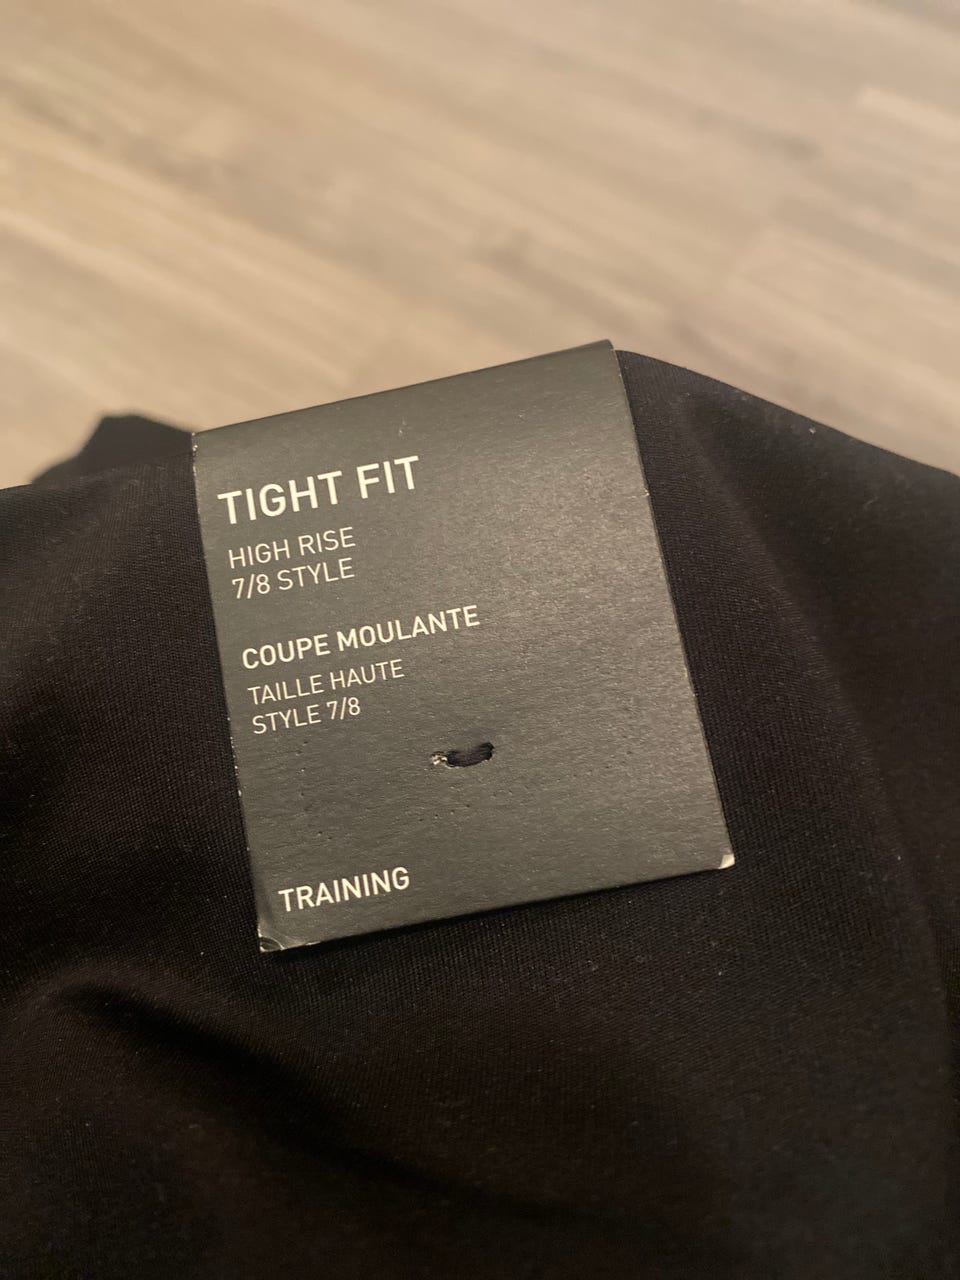 TIGHT FIT
HIGH RISE
7/8 STYLE
COUPE MOULANTE
TAILLE HAUTE
STYLE 7/8
TRAINING